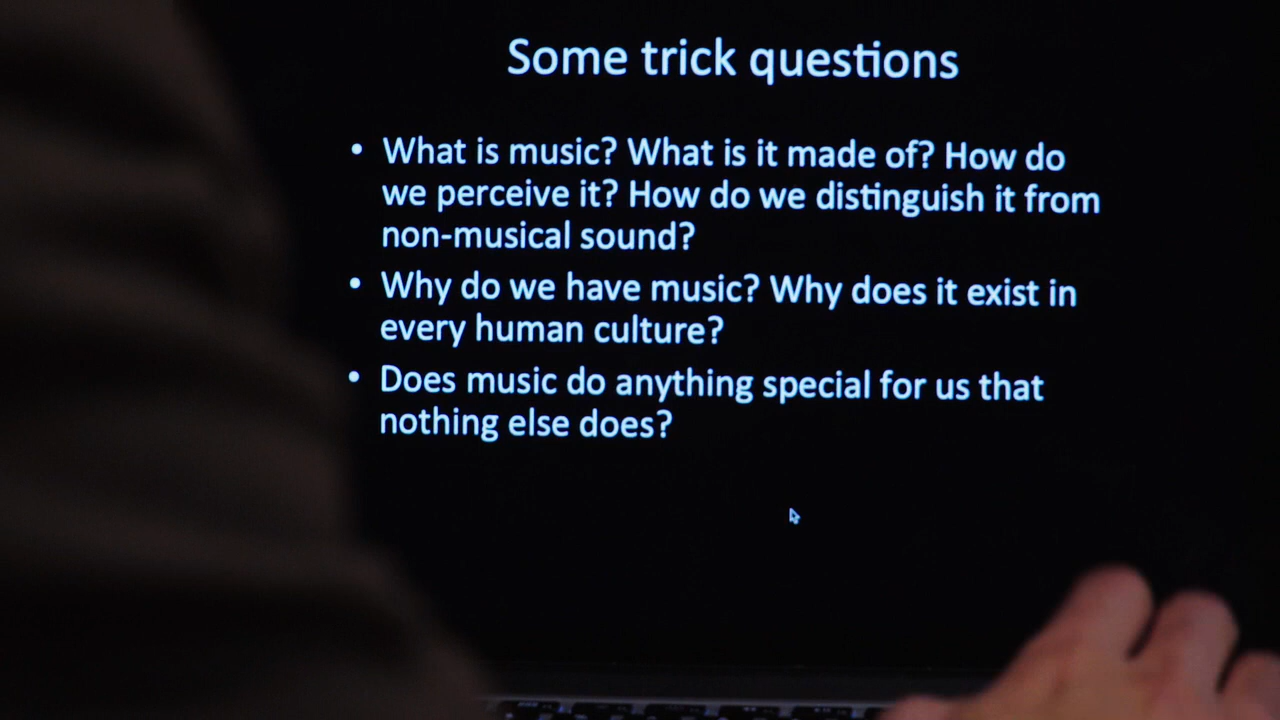 Some trick questions
• What is music? What is it made of? How do
we perceive it? How do we distinguish it from
non-musical sound?
• Why do we have music? Why does it exist in
every human culture?
• Does music do anything special for us that
nothing else does?